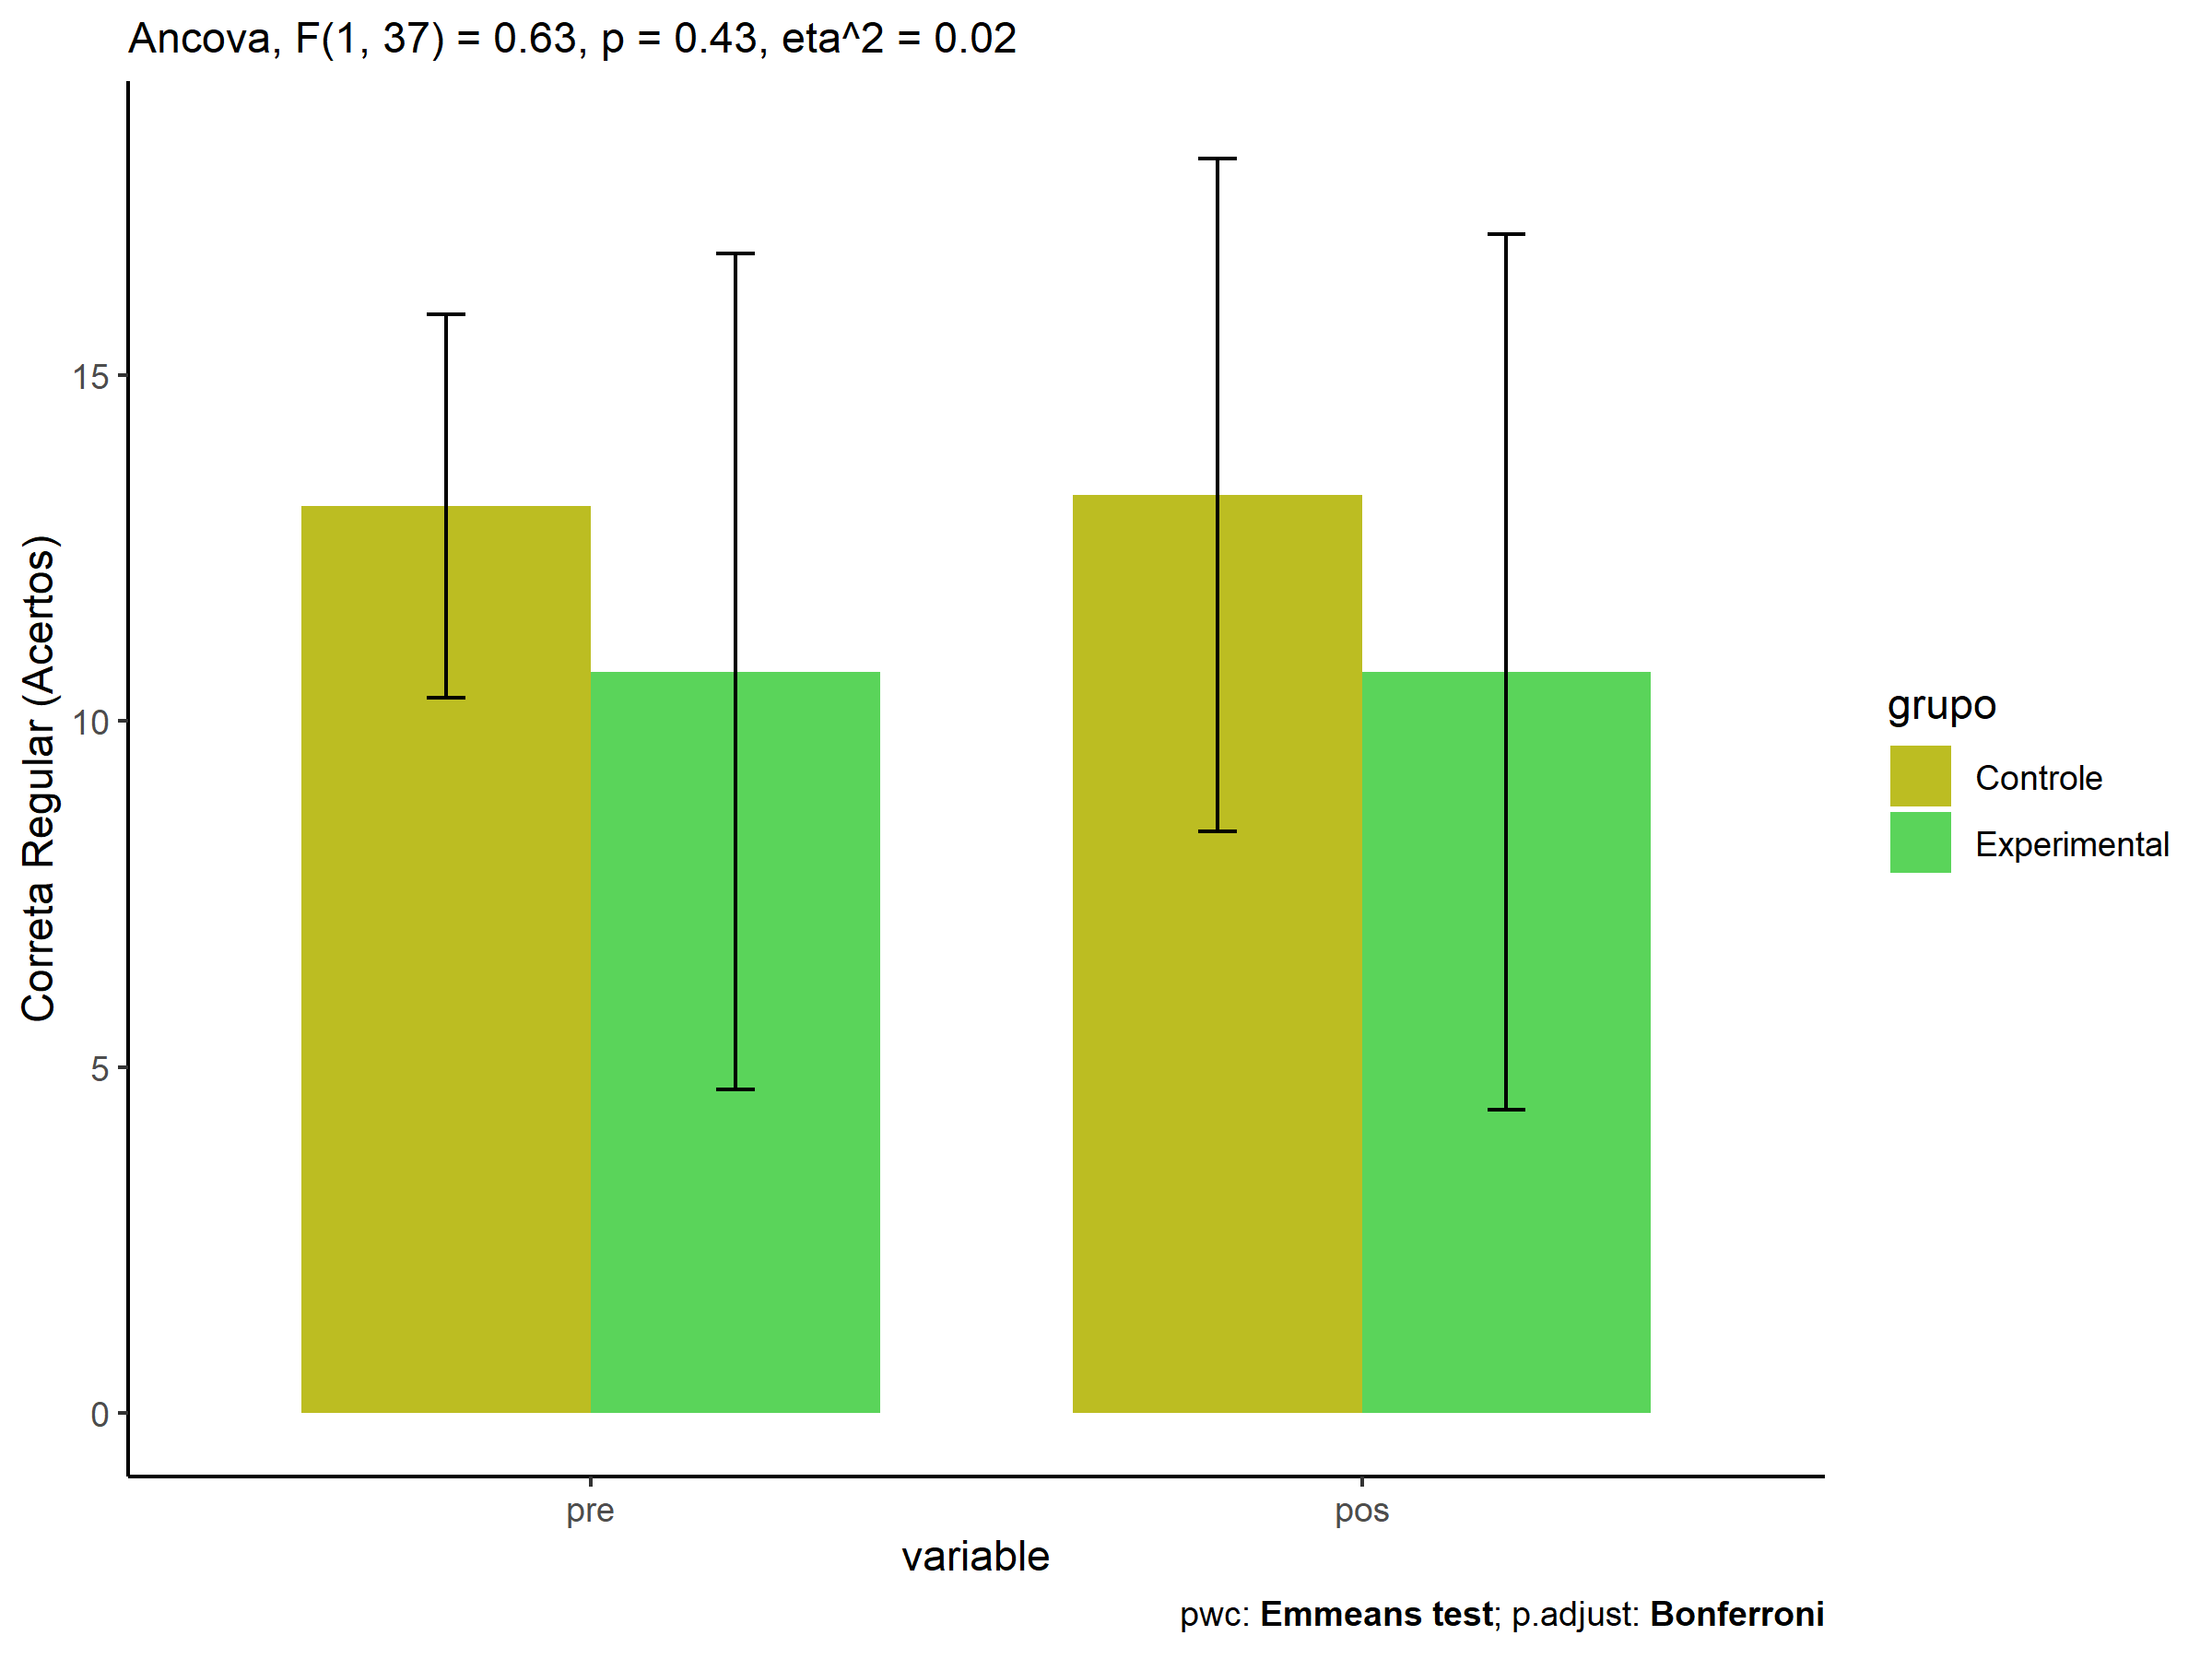 Ancova, F(1, 37) = 0.63, p = 0.43, eta^2 = 0.02
Correta Regular (Acertos)
15
10
5
0
pre
pos
variable
grupo
Controle
Experimental
pwc: Emmeans test; p.adjust: Bonferroni